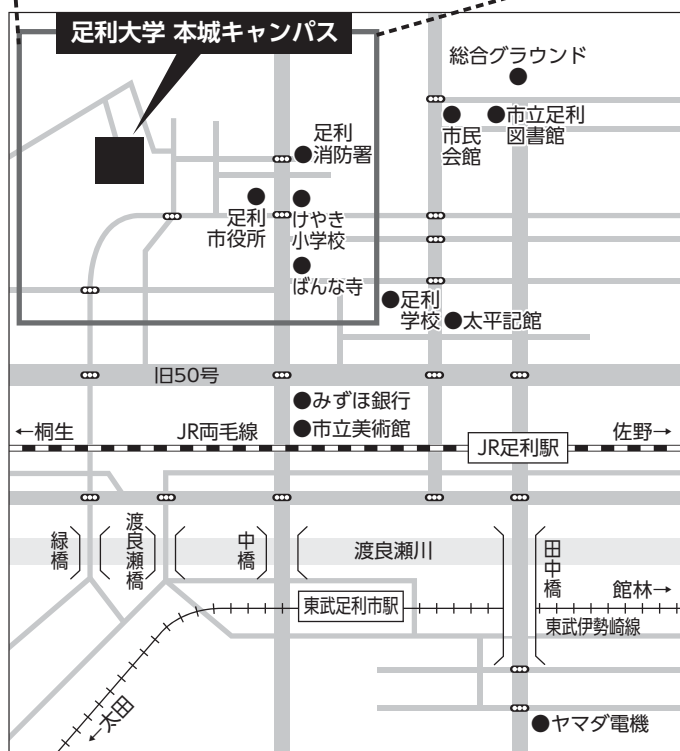 足利大学 本城キャンパス
総合グラウンド
足利
消防署
市民
会館
市立足利
図書館
足利
市役所
けやき
小学校
ばんな寺
足利
学校
太平記館
旧50号
みずほ銀行
市立美術館
←桐生
JR両毛線
JR足利駅
佐野→
緑橋
渡良瀬橋
中橋
渡良瀬川
田中橋
館林→
東武足利市駅
東武伊勢崎線
←太田
ヤマダ電機